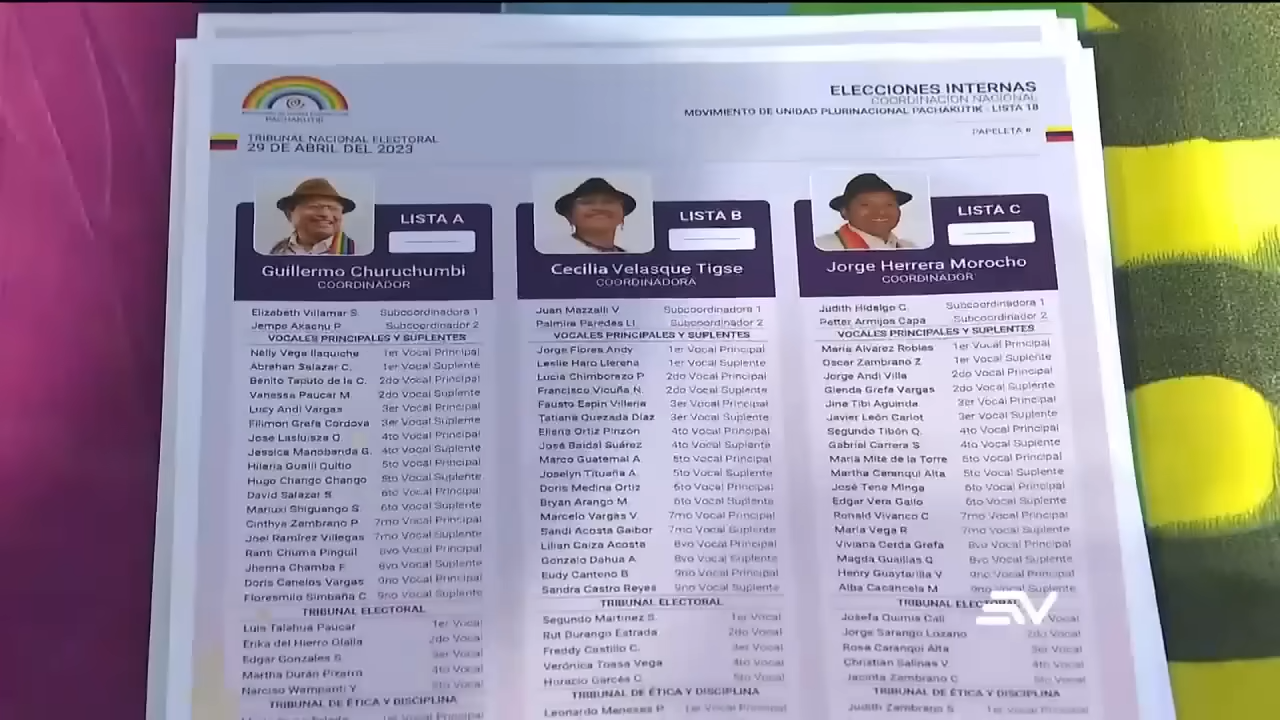 ELECCIONES INTERNAS
COORDINACIÓN NACIONAL
MOVIMIENTO DE UNIDAD PLURINACIONAL PACHAKUTIK - LISTA 18
PACHAKUTIK
TRIBUNAL NACIONAL ELECTORAL
29 DE ABRIL DEL 2023
PAPELETA #
LISTA A
Guillermo Churuchumbi
COORDINADOR
Elizabeth Villamar S. Subcoordinadora 1
Jempe Axachu P. Subcoordinador 2
VOCALES PRINCIPALES Y SUPLENTES
Nelly Vega Ilaquiche 1er Vocal Principal
Abrahan Salazar C. 1er Vocal Suplente
Benito Taputo de la C. 2do Vocal Principal
Vanessa Paucar M. 2do Vocal Suplente
Lucy Andi Vargas 3er Vocal Principal
Filimon Grefa Cordova 3er Vocal Suplente
Jose Lasluisza Q. 4to Vocal Principal
Jessica Manobanda G. 4to Vocal Suplente
Hilaria Gualli Quitio 5to Vocal Principal
Hugo Chango Chango 5to Vocal Suplente
David Salazar S. 6to Vocal Principal
Mariuxi Shiguango S. 6to Vocal Suplente
Cinthya Zambrano P. 7mo Vocal Principal
Joel Ramírez Villegas 7mo Vocal Suplente
Ranti Chuma Pinguil 8vo Vocal Principal
Jhenna Chamba F. 8vo Vocal Suplente
Doris Canelos Vargas 9no Vocal Principal
Floresmilo Simbaña C. 9no Vocal Suplente
TRIBUNAL ELECTORAL
Luis Talahua Paucar 1er Vocal
Erika del Hierro Olalla 2do Vocal
Edgar Gonzales S. 3er Vocal
Martha Durán Pizarro 4to Vocal
Narciso Wampanti Y 5to Vocal
TRIBUNAL DE ÉTICA Y DISCIPLINA
LISTA B
Cecilia Velasque Tigse
COORDINADORA
Juan Mazzalli V. Subcoordinadora 1
Palmira Paredes Ll Subcoordinador 2
VOCALES PRINCIPALES Y SUPLENTES
Jorge Flores Andy 1er Vocal Principal
Leslie Haro Llerena 1er Vocal Suplente
Lucia Chimborazo P. 2do Vocal Principal
Francisco Vicuña N. 2do Vocal Suplente
Fausto Espin Villeria 3er Vocal Principal
Tatiana Quezada Díaz 3er Vocal Suplente
Eliana Ortiz Pinzón 4to Vocal Principal
José Baidal Suárez 4to Vocal Suplente
Marco Guatemal A. 5to Vocal Principal
Joselyn Tituaña A. 5to Vocal Suplente
Doris Medina Ortiz 6to Vocal Principal
Bryan Arango M. 6to Vocal Suplente
Marcelo Vargas V. 7mo Vocal Principal
Sandi Acosta Gaibor 7mo Vocal Suplente
Lilian Caiza Acosta 8vo Vocal Principal
Gonzalo Dahua A. 8vo Vocal Suplente
Eudy Canteno B 9no Vocal Principal
Sandra Castro Reyes 9no Vocal Suplente
TRIBUNAL ELECTORAL
Segundo Martinez S. 1er Vocal
Rut Durango Estrada 2do Vocal
Freddy Castillo C. 3er Vocal
Verónica Toasa Vega 4to Vocal
Horacio Garcés C 5to Vocal
TRIBUNAL DE ÉTICA Y DISCIPLINA
Leonardo Meneses P. 1er Vocal Principal
LISTA C
Jorge Herrera Morocho
COORDINADOR
Judith Hidalgo C. Subcoordinadora 1
Petter Armijos Capa Subcoordinador 2
VOCALES PRINCIPALES Y SUPLENTES
Maria Alvarez Robles 1er Vocal Principal
Oscar Zambrano Z. 1er Vocal Suplente
Jorge Andi Villa 2do Vocal Principal
Glenda Grefa Vargas 2do Vocal Suplente
Jina Tibi Aguinda 3er Vocal Principal
Javier León Carlot 3er Vocal Suplente
Segundo Tibón Q. 4to Vocal Principal
Gabriel Carrera S 4to Vocal Suplente
Maria Mite de la Torre 5to Vocal Principal
Martha Caranqui Alta 5to Vocal Suplente
José Tene Minga 6to Vocal Principal
Edgar Vera Gallo 6to Vocal Suplente
Ronald Vivanco C 7mo Vocal Principal
Maria Vega R. 7mo Vocal Suplente
Viviana Cerda Grefa 8vo Vocal Principal
Magda Guaillas Q 8vo Vocal Suplente
Henry Guaytarilla V 9no Vocal Principal
Alba Cacancela M 9no Vocal Suplente
TRIBUNAL ELECTORAL
Josefa Quimia Cali Vocal
Jorge Sarango Lozano 2do Vocal
Rosa Caranqui Alta 3er Vocal
Christian Salinas V. 4to Vocal
Jacinta Zambrano C 5to Vocal
TRIBUNAL DE ÉTICA Y DISCIPLINA
Judith Zambrano S 1er Vocal Principal